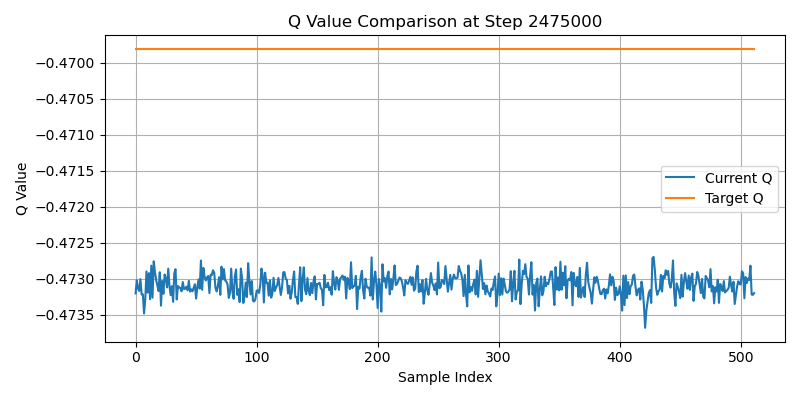 Q Value Comparison at Step 2475000
Q Value
−0.4700
−0.4705
−0.4710
−0.4715
−0.4720
−0.4725
−0.4730
−0.4735
Current Q
Target Q
0
100
200
300
400
500
Sample Index